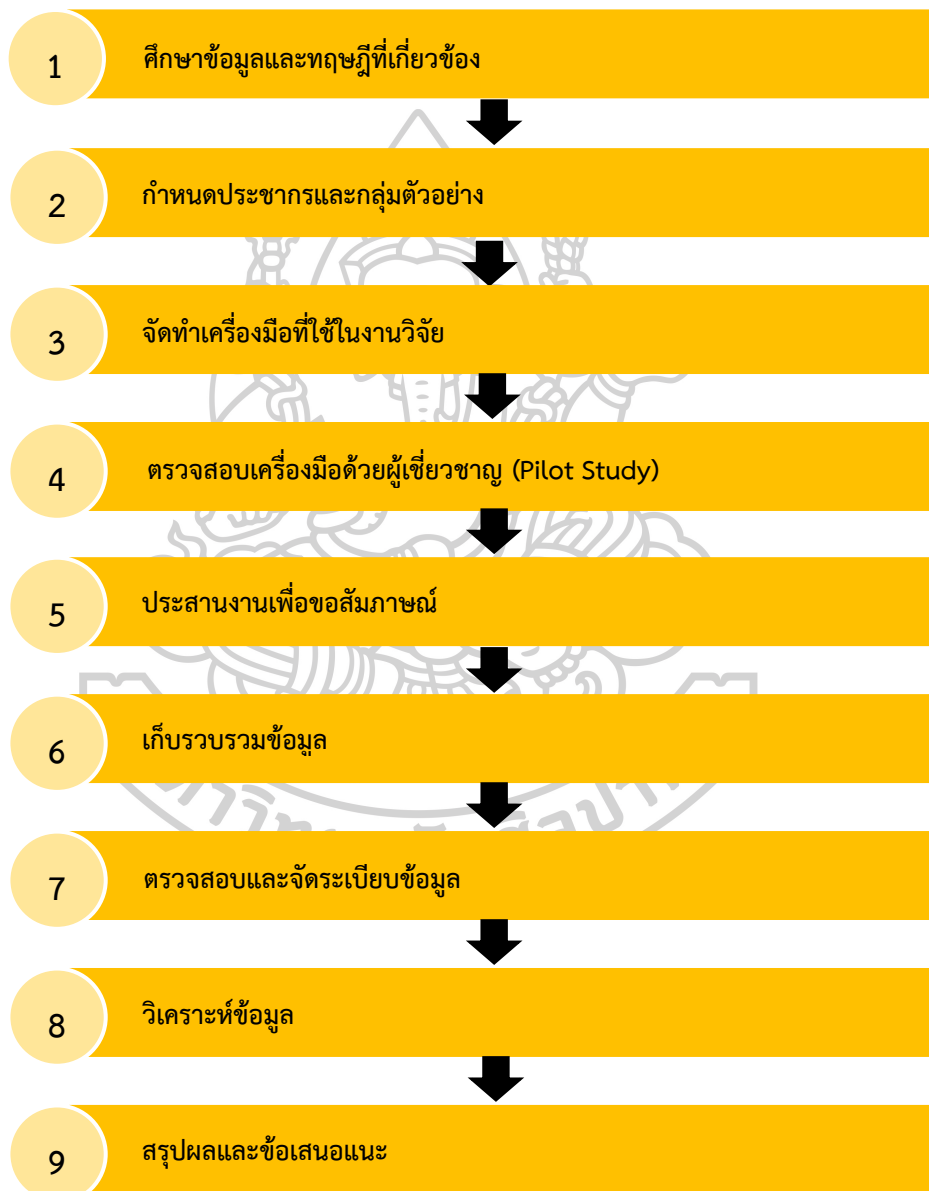 1 ศึกษาข้อมูลและทฤษฎีที่เกี่ยวข้อง
2 กำหนดประชากรและกลุ่มตัวอย่าง
3 จัดทำเครื่องมือที่ใช้ในงานวิจัย
4 ตรวจสอบเครื่องมือด้วยผู้เชี่ยวชาญ (Pilot Study)
5 ประสานงานเพื่อขอสัมภาษณ์
6 เก็บรวบรวมข้อมูล
7 ตรวจสอบและจัดระเบียบข้อมูล
8 วิเคราะห์ข้อมูล
9 สรุปผลและข้อเสนอแนะ